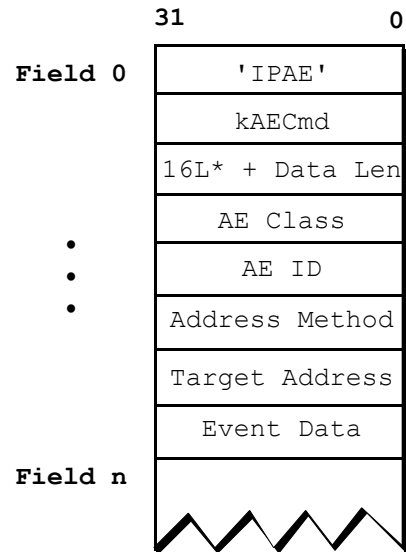 31 0
Field 0 'IPAE'
kAECmd
16L* + Data Len
AE Class
AE ID
Address Method
Target Address
Event Data
Field n